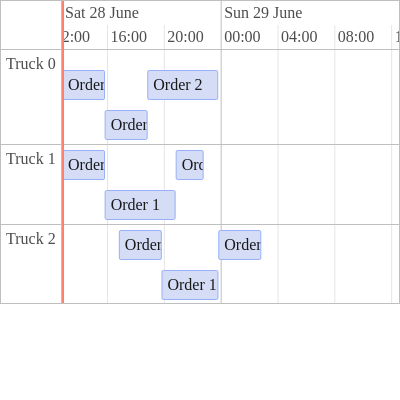 Sat 28 June Sun 29 June
2:00 16:00 20:00 00:00 04:00 08:00 1
Truck 0
Order Order 2
Order
Truck 1
Order Ord
Order 1
Truck 2
Order Order
Order 1